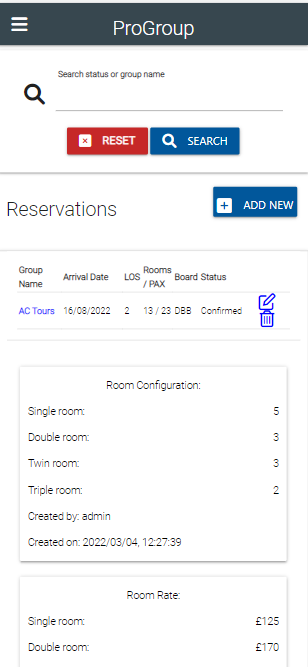 ProGroup
Search status or group name
RESET
SEARCH
Reservations
ADD NEW
Group Name Arrival Date LOS Rooms / PAX Board Status
AC Tours 16/08/2022 2 13 / 23 DBB Confirmed
Room Configuration:
Single room: 5
Double room: 3
Twin room: 3
Triple room: 2
Created by: admin
Created on: 2022/03/04, 12:27:39
Room Rate:
Single room: £125
Double room: £170